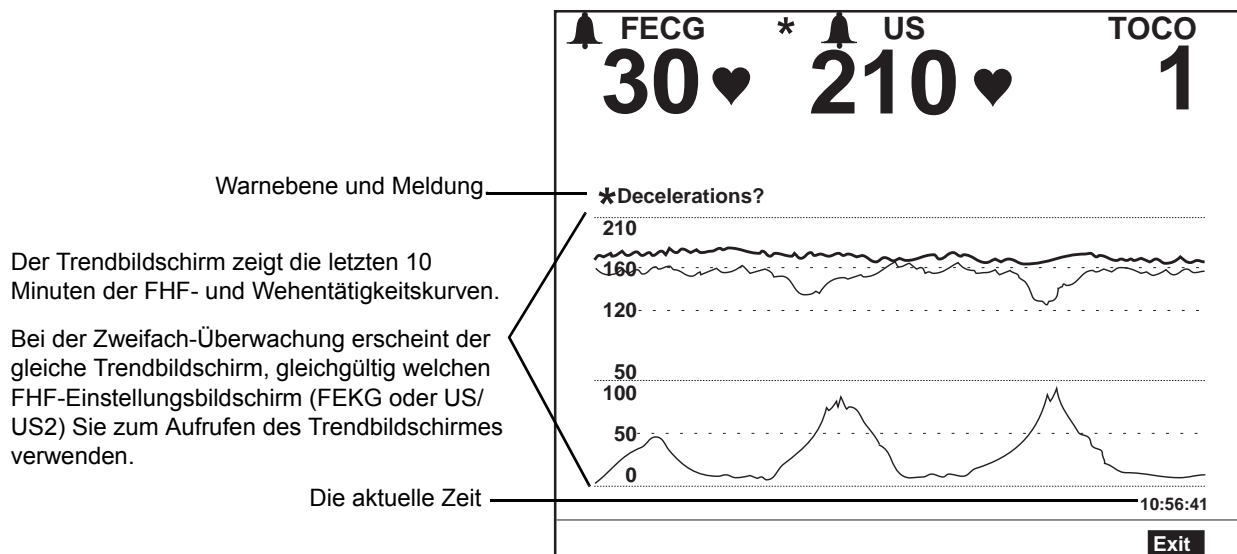 FECG * US TOCO
30 210 1
Warnebene und Meldung
*Decelerations?
210
160
120
50
100
50
0
Der Trendbildschirm zeigt die letzten 10
Minuten der FHF- und Wehentätigkeitskurven.
Bei der Zweifach-Überwachung erscheint der
gleiche Trendbildschirm, gleichgültig welchen
FHF-Einstellungsbildschirm (FEKG oder US/
US2) Sie zum Aufrufen des Trendbildschirmes
verwenden.
Die aktuelle Zeit
10:56:41
Exit